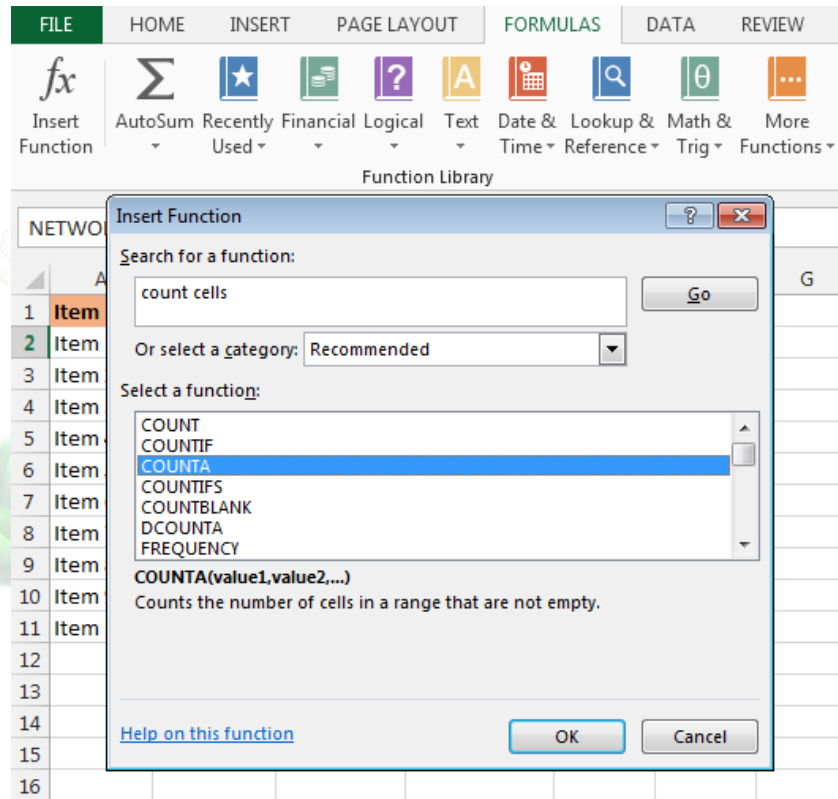 FILE HOME INSERT PAGE LAYOUT FORMULAS DATA REVIEW
fx Σ A θ
Insert Function
AutoSum
Recently Used
Financial
Logical
Text
Date & Time
Lookup & Reference
Math & Trig
More Functions
Function Library
Insert Function
NETWO
Search for a function:
count cells
Go
Or select a category: Recommended
Select a function:
COUNT
COUNTIF
COUNTA
COUNTIFS
COUNTBLANK
DCOUNTA
FREQUENCY
COUNTA(value1,value2,...)
Counts the number of cells in a range that are not empty.
Help on this function
OK Cancel
A G
1 Item
2 Item
3 Item
4 Item
5 Item
6 Item
7 Item
8 Item
9 Item
10 Item
11 Item
12
13
14
15
16